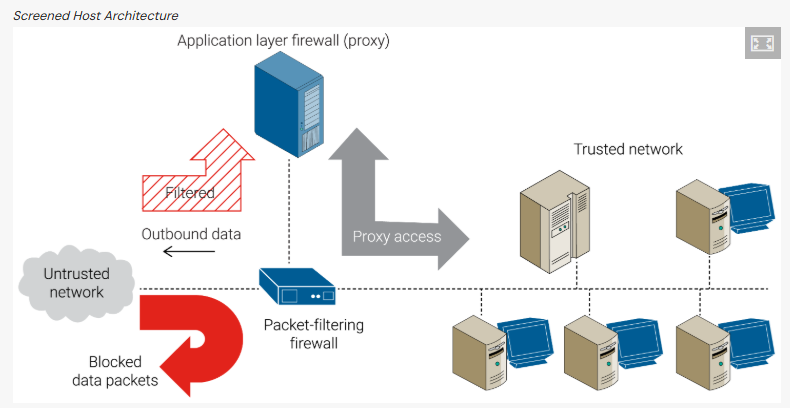 Screened Host Architecture
Application layer firewall (proxy)
Trusted network
Filtered
Outbound data
Proxy access
Untrusted
network
Packet-filtering
firewall
Blocked
data packets